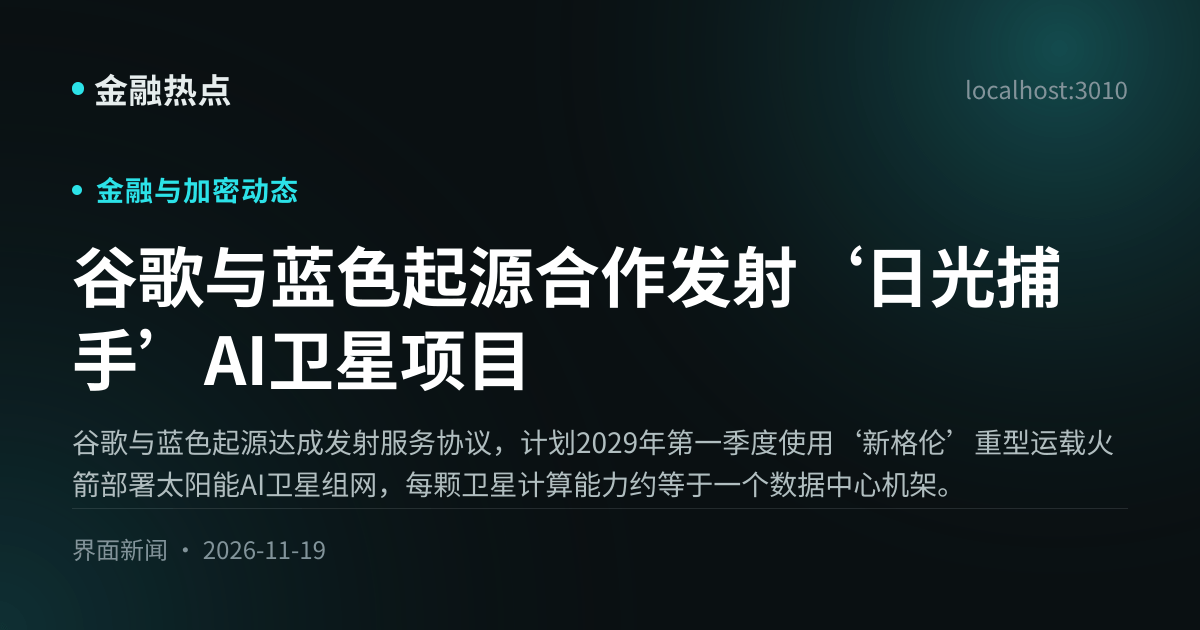 金融热点
localhost:3010
金融与加密动态
谷歌与蓝色起源合作发射‘日光捕
手’AI卫星项目
谷歌与蓝色起源达成发射服务协议，计划2029年第一季度使用‘新格伦’重型运载火
箭部署太阳能AI卫星组网，每颗卫星计算能力约等于一个数据中心机架。
界面新闻 · 2026-11-19